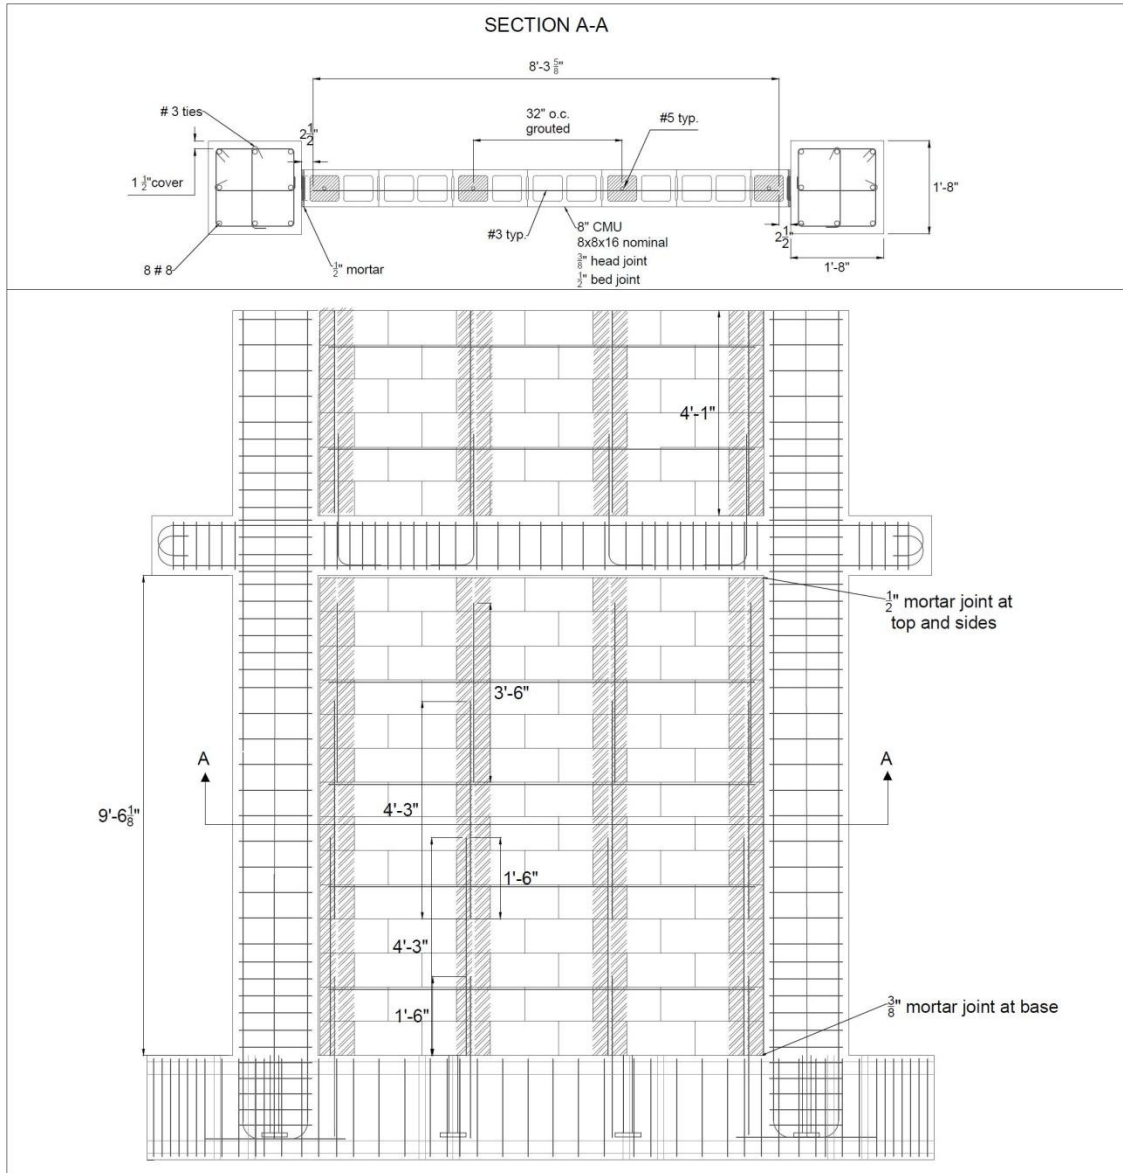 SECTION A-A
8'-3 5/8"
# 3 ties
2 1/2"
32" o.c.
grouted
#5 typ.
1 1/2" cover
1'-8"
#3 typ.
8" CMU
8x8x16 nominal
3/8" head joint
1/2" bed joint
2 1/2"
8 # 8
1/2" mortar
1'-8"
4'-1"
1/2" mortar joint at
top and sides
3'-6"
A
A
4'-3"
9'-6 1/8"
1'-6"
4'-3"
1'-6"
3/8" mortar joint at base